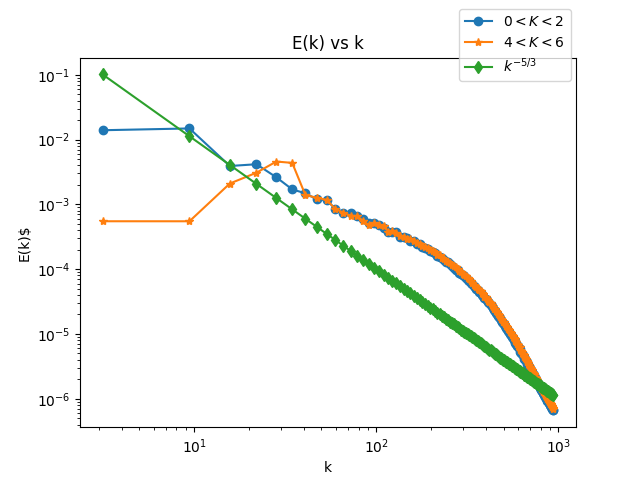 E(k) vs k
0 < K < 2
4 < K < 6
k^{-5/3}
E(k)$
10^{-1}
10^{-2}
10^{-3}
10^{-4}
10^{-5}
10^{-6}
10^{1} 10^{2} 10^{3}
k